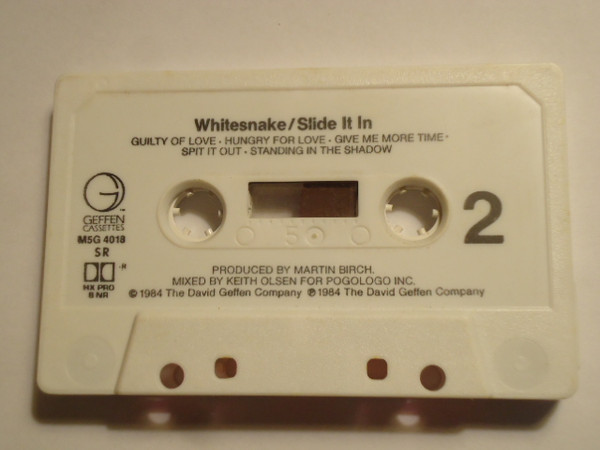 Whitesnake/Slide It In
GUILTY OF LOVE · HUNGRY FOR LOVE · GIVE ME MORE TIME ·
SPIT IT OUT · STANDING IN THE SHADOW
G
GEFFEN
CASSETTES
M5G 4018
SR
HX PRO
B NR
5
2
PRODUCED BY MARTIN BIRCH.
MIXED BY KEITH OLSEN FOR POGOLOGO INC.
© 1984 The David Geffen Company ℗ 1984 The David Geffen Company